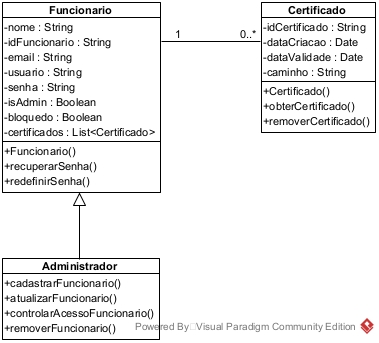 Funcionario
-nome : String
-idFuncionario : String
-email : String
-usuario : String
-senha : String
-isAdmin : Boolean
-bloquedo : Boolean
-certificados : List<Certificado>
+Funcionario()
+recuperarSenha()
+redefinirSenha()
1
0..*
Certificado
-idCertificado : String
-dataCriacao : Date
-dataValidade : Date
-caminho : String
+Certificado()
+obterCertificado()
+removerCertificado()
Administrador
+cadastrarFuncionario()
+atualizarFuncionario()
+controlarAcessoFuncionario()
+removerFuncionario()
Powered By Visual Paradigm Community Edition